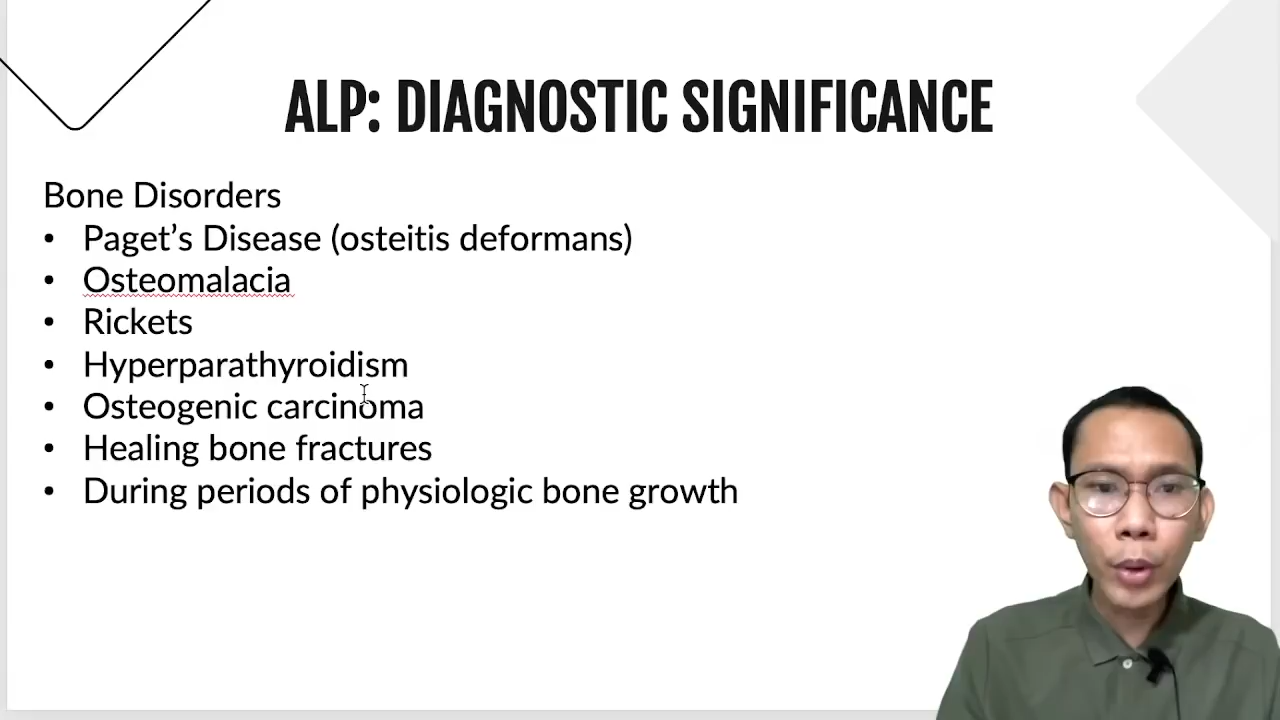 ALP: DIAGNOSTIC SIGNIFICANCE
Bone Disorders
• Paget’s Disease (osteitis deformans)
• Osteomalacia
• Rickets
• Hyperparathyroidism
• Osteogenic carcinoma
• Healing bone fractures
• During periods of physiologic bone growth